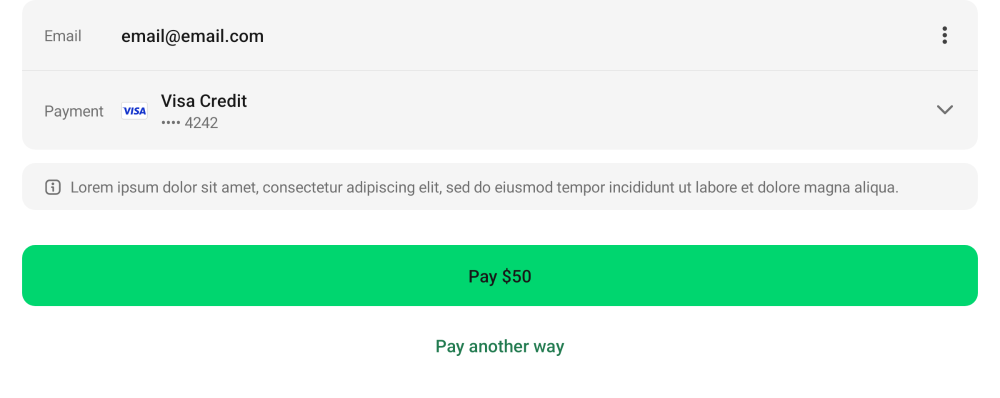 Email email@email.com
Payment VISA Visa Credit
•••• 4242
Lorem ipsum dolor sit amet, consectetur adipiscing elit, sed do eiusmod tempor incididunt ut labore et dolore magna aliqua.
Pay $50
Pay another way